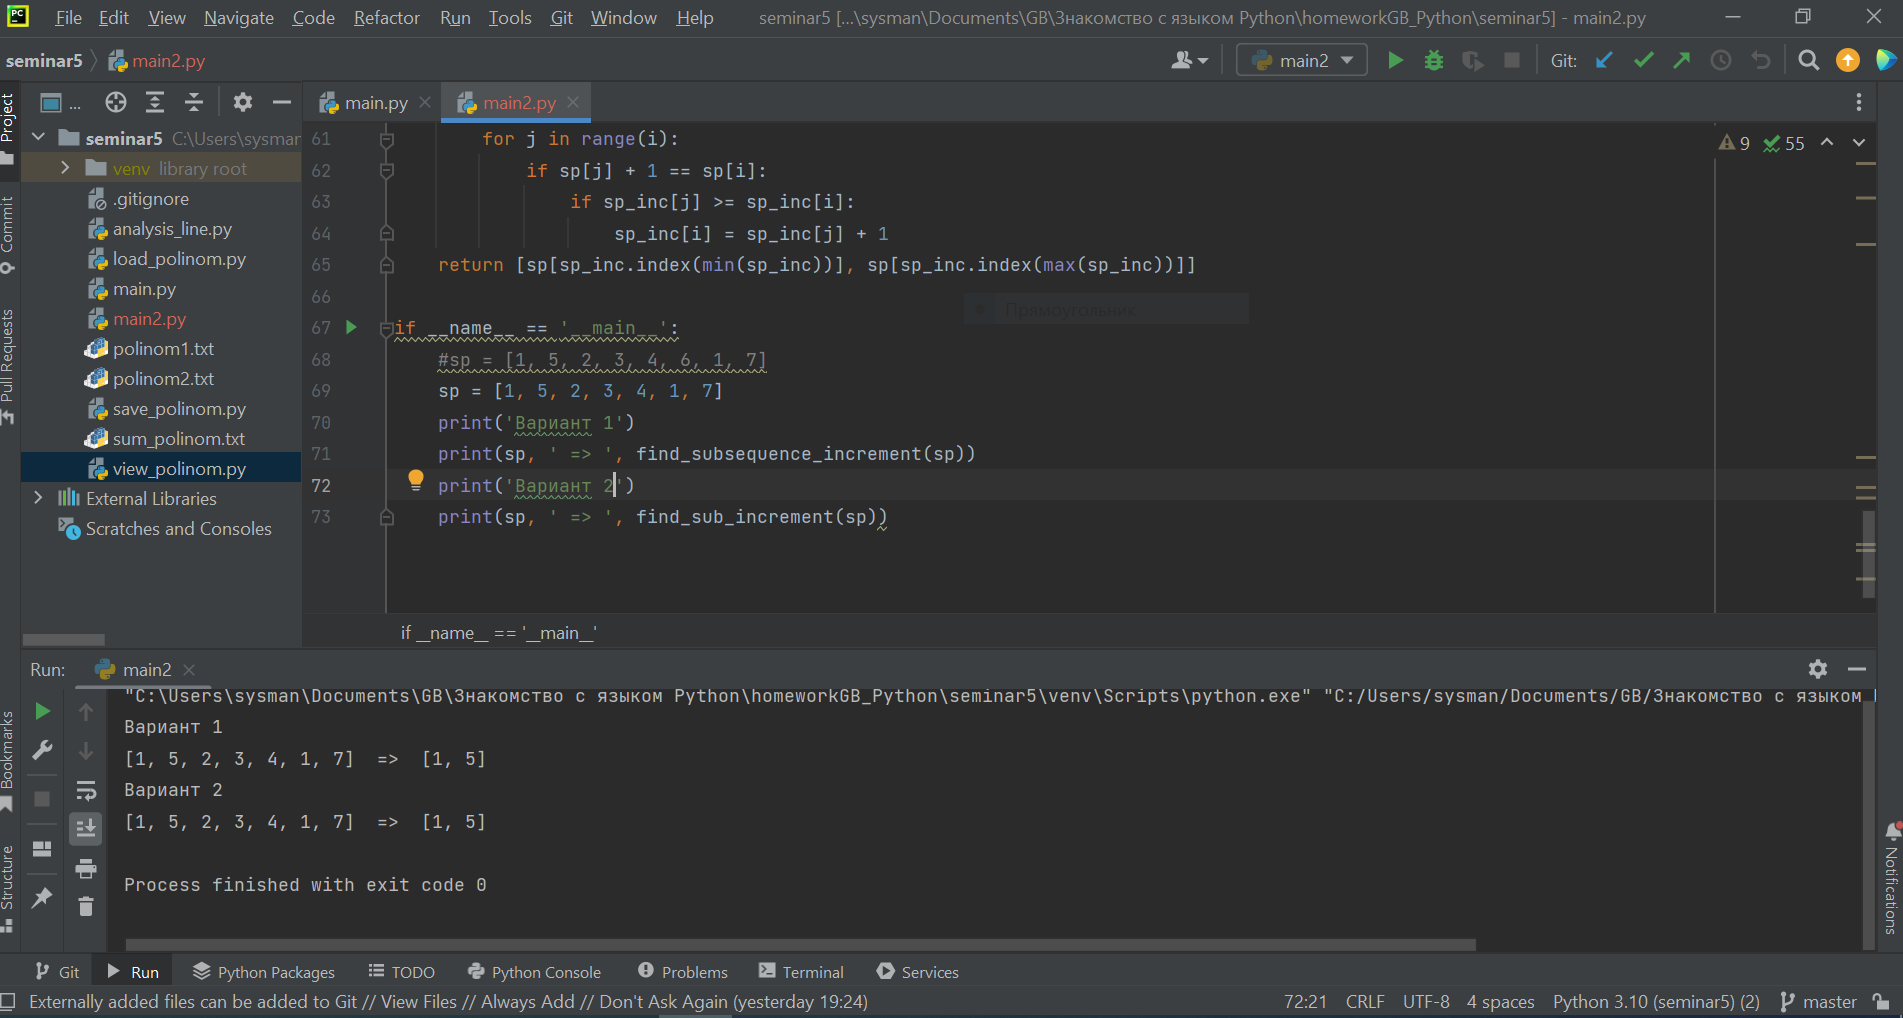 File Edit View Navigate Code Refactor Run Tools Git Window Help seminar5 [...\sysman\Documents\GB\Знакомство с языком Python\homeworkGB_Python\seminar5] - main2.py
seminar5 main2.py main2 Git:
Project
... main.py main2.py
seminar5 C:\Users\sysmar
venv library root
.gitignore
analysis_line.py
load_polinom.py
main.py
main2.py
polinom1.txt
polinom2.txt
save_polinom.py
sum_polinom.txt
view_polinom.py
External Libraries
Scratches and Consoles
Commit
Pull Requests
9 55
61 for j in range(i):
62 if sp[j] + 1 == sp[i]:
63 if sp_inc[j] >= sp_inc[i]:
64 sp_inc[i] = sp_inc[j] + 1
65 return [sp[sp_inc.index(min(sp_inc))], sp[sp_inc.index(max(sp_inc))]]
66
Прямоугольник
67 if __name__ == '__main__':
68 #sp = [1, 5, 2, 3, 4, 6, 1, 7]
69 sp = [1, 5, 2, 3, 4, 1, 7]
70 print('Вариант 1')
71 print(sp, ' => ', find_subsequence_increment(sp))
72 print('Вариант 2')
73 print(sp, ' => ', find_sub_increment(sp))
if __name__ == '__main__'
Run: main2
"C:\Users\sysman\Documents\GB\Знакомство с языком Python\homeworkGB_Python\seminar5\venv\Scripts\python.exe" "C:/Users/sysman/Documents/GB/Знакомство с языком
Вариант 1
[1, 5, 2, 3, 4, 1, 7] => [1, 5]
Вариант 2
[1, 5, 2, 3, 4, 1, 7] => [1, 5]
Process finished with exit code 0
Bookmarks
Structure
Notifications
Git Run Python Packages TODO Python Console Problems Terminal Services
Externally added files can be added to Git // View Files // Always Add // Don't Ask Again (yesterday 19:24) 72:21 CRLF UTF-8 4 spaces Python 3.10 (seminar5) (2) master